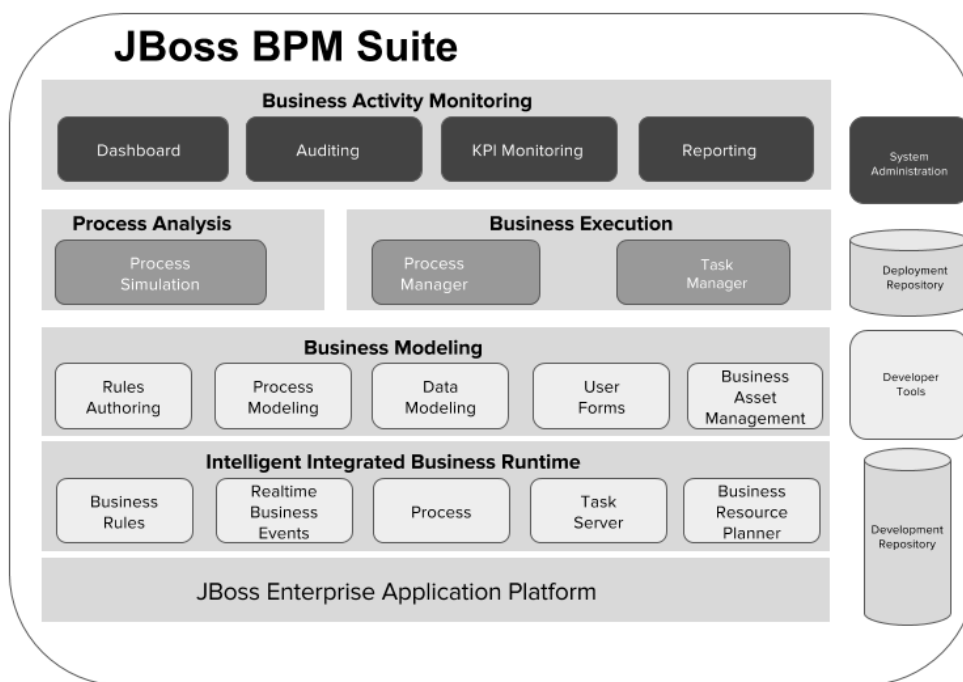 JBoss BPM Suite
Business Activity Monitoring
Dashboard
Auditing
KPI Monitoring
Reporting
System
Administration
Process Analysis
Process
Simulation
Business Execution
Process
Manager
Task
Manager
Deployment
Repository
Business Modeling
Rules
Authoring
Process
Modeling
Data
Modeling
User
Forms
Business
Asset
Management
Developer
Tools
Intelligent Integrated Business Runtime
Business
Rules
Realtime
Business
Events
Process
Task
Server
Business
Resource
Planner
Development
Repository
JBoss Enterprise Application Platform